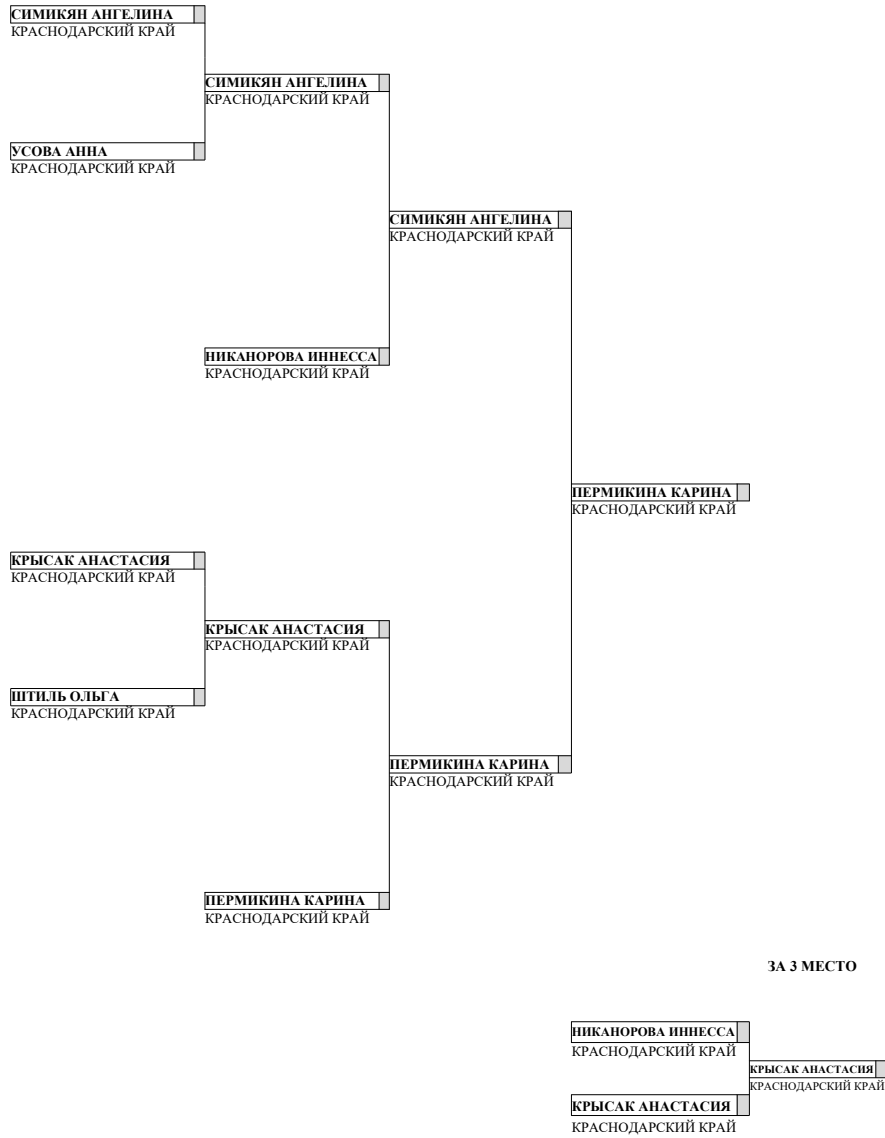 СИМИКЯН АНГЕЛИНА
КРАСНОДАРСКИЙ КРАЙ
СИМИКЯН АНГЕЛИНА
КРАСНОДАРСКИЙ КРАЙ
УСОВА АННА
КРАСНОДАРСКИЙ КРАЙ
СИМИКЯН АНГЕЛИНА
КРАСНОДАРСКИЙ КРАЙ
НИКАНОРОВА ИННЕССА
КРАСНОДАРСКИЙ КРАЙ
ПЕРМИКИНА КАРИНА
КРАСНОДАРСКИЙ КРАЙ
КРЫСАК АНАСТАСИЯ
КРАСНОДАРСКИЙ КРАЙ
КРЫСАК АНАСТАСИЯ
КРАСНОДАРСКИЙ КРАЙ
ШТИЛЬ ОЛЬГА
КРАСНОДАРСКИЙ КРАЙ
ПЕРМИКИНА КАРИНА
КРАСНОДАРСКИЙ КРАЙ
ПЕРМИКИНА КАРИНА
КРАСНОДАРСКИЙ КРАЙ
ЗА 3 МЕСТО
НИКАНОРОВА ИННЕССА
КРАСНОДАРСКИЙ КРАЙ
КРЫСАК АНАСТАСИЯ
КРАСНОДАРСКИЙ КРАЙ
КРЫСАК АНАСТАСИЯ
КРАСНОДАРСКИЙ КРАЙ